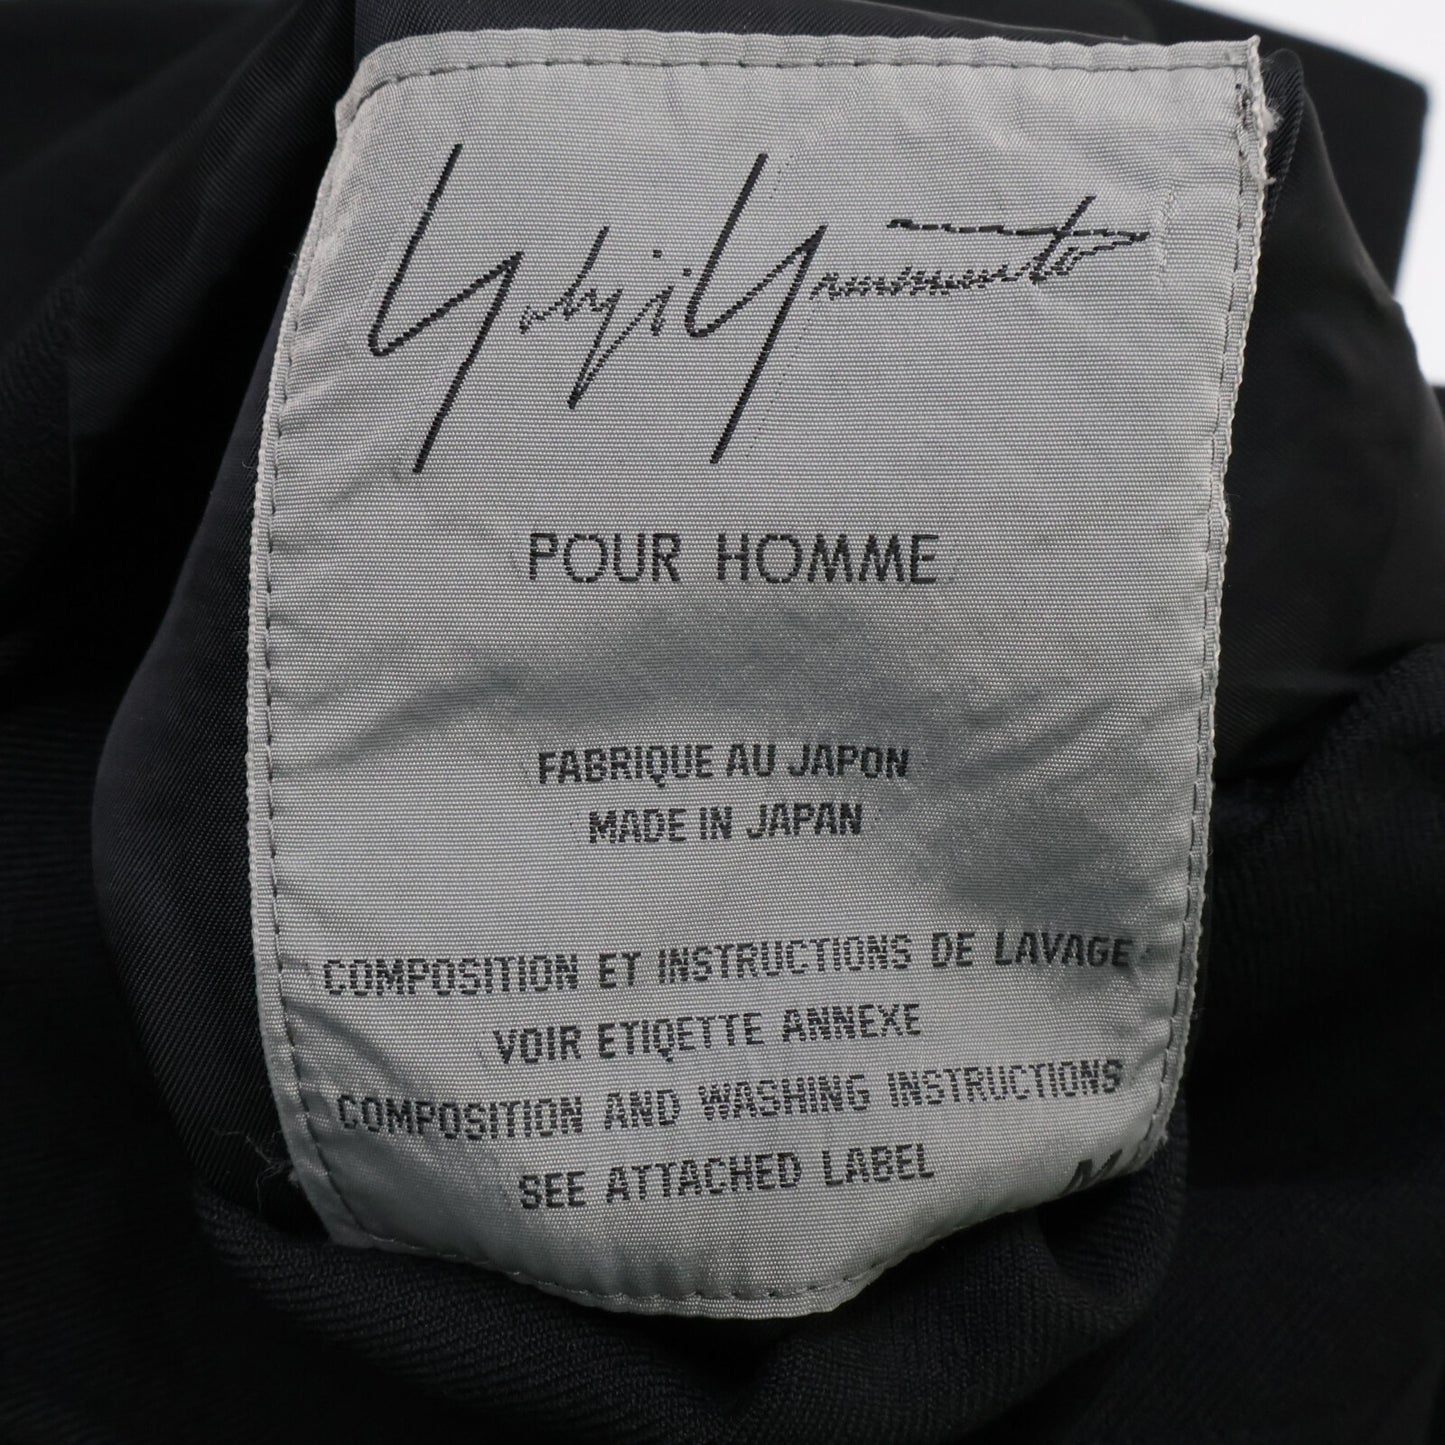 Yohji Yamamoto
POUR HOMME
FABRIQUE AU JAPON
MADE IN JAPAN
COMPOSITION ET INSTRUCTIONS DE LAVAGE
VOIR ETIQETTE ANNEXE
COMPOSITION AND WASHING INSTRUCTIONS
SEE ATTACHED LABEL
M